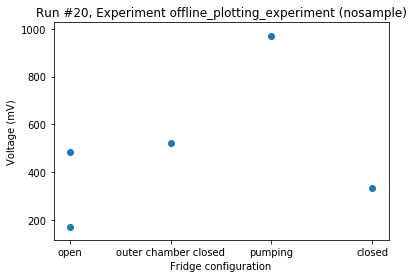 Run #20, Experiment offline_plotting_experiment (nosample)
1000
800
600
400
200
Voltage (mV)
open
outer chamber closed
pumping
closed
Fridge configuration